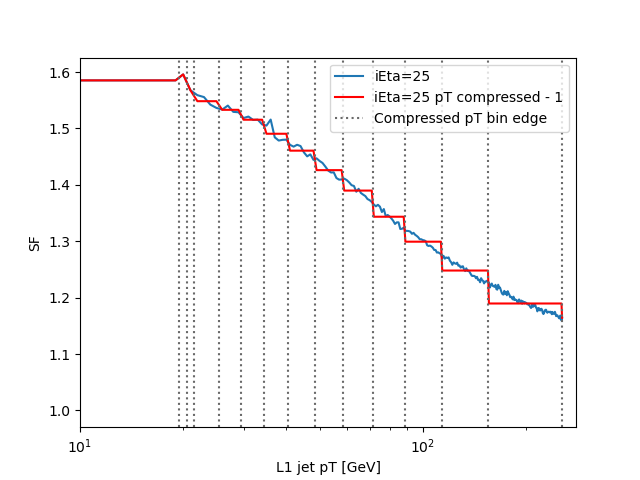 iEta=25
iEta=25 pT compressed - 1
Compressed pT bin edge
1.6
1.5
1.4
1.3
1.2
1.1
1.0
SF
10¹
10²
L1 jet pT [GeV]